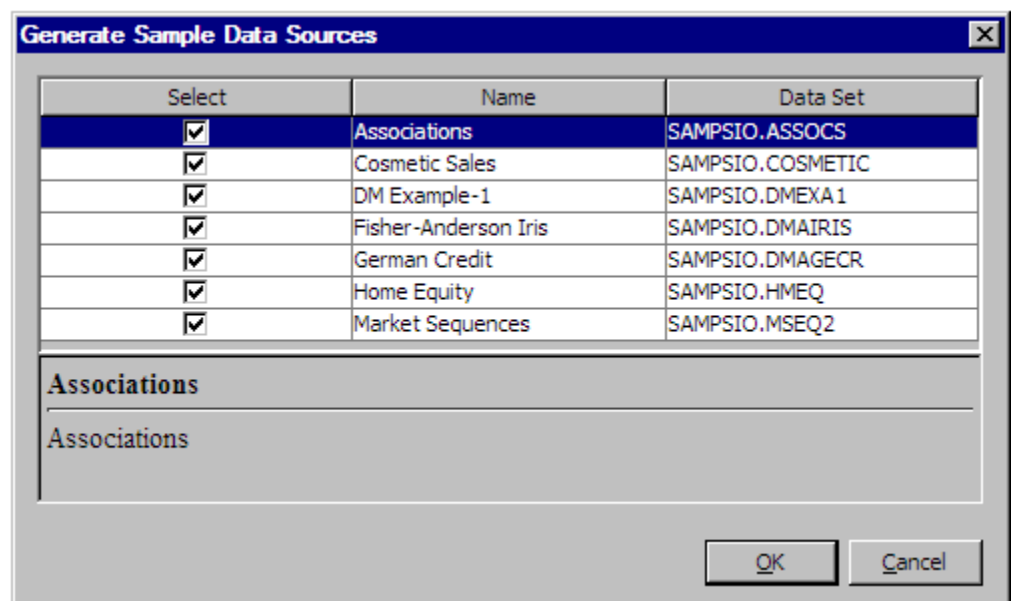 Generate Sample Data Sources
Select Name Data Set
Associations SAMPSIO.ASSOCS
Cosmetic Sales SAMPSIO.COSMETIC
DM Example-1 SAMPSIO.DMEXA1
Fisher-Anderson Iris SAMPSIO.DMAIRIS
German Credit SAMPSIO.DMAGECR
Home Equity SAMPSIO.HMEQ
Market Sequences SAMPSIO.MSEQ2
Associations
Associations
OK Cancel